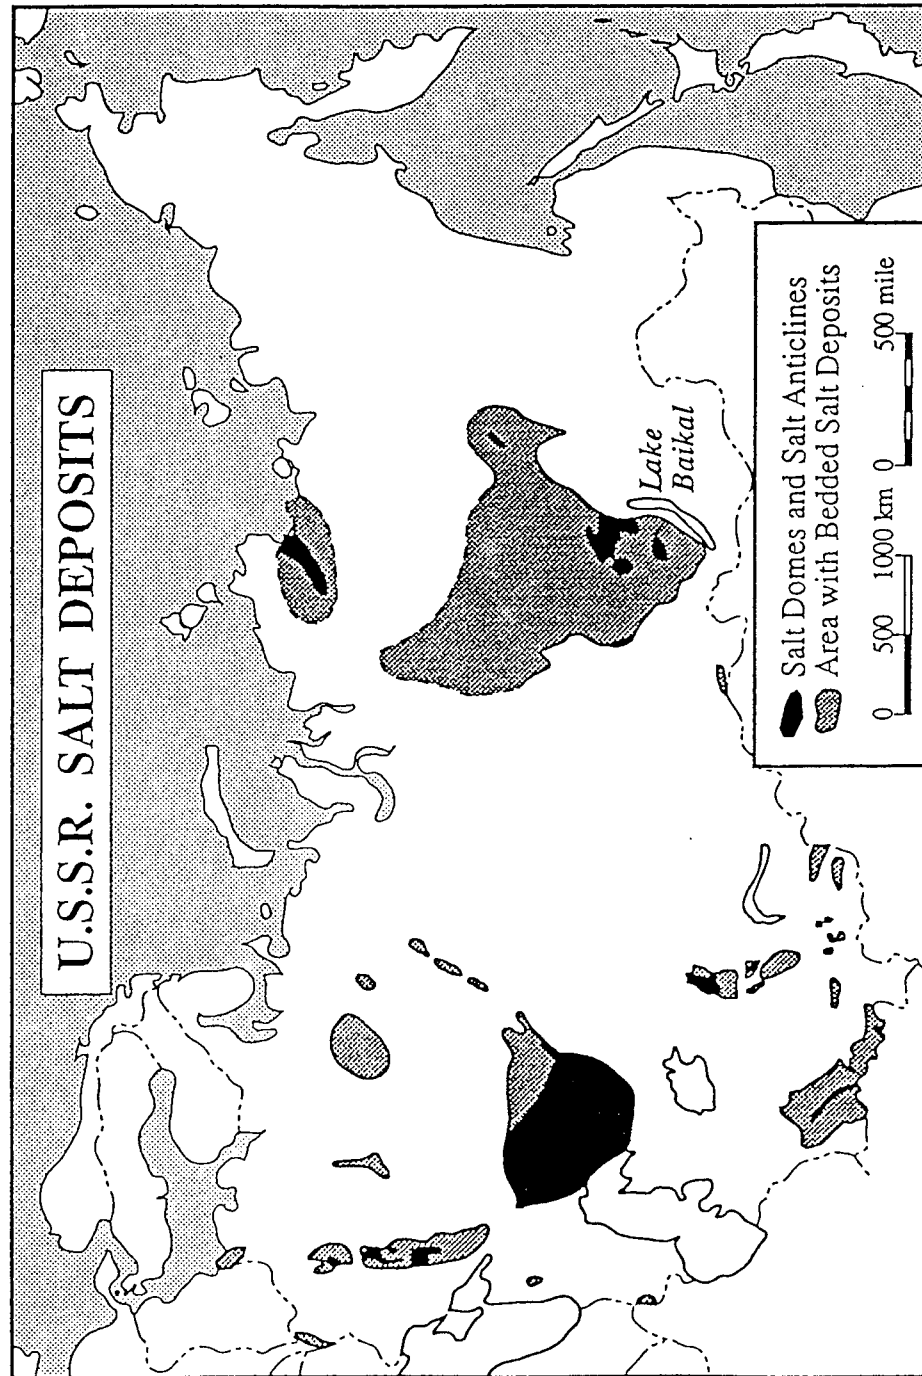 U.S.S.R. SALT DEPOSITS
Lake
Baikal
Salt Domes and Salt Anticlines
Area with Bedded Salt Deposits
0 500 1000 km 0 500 mile